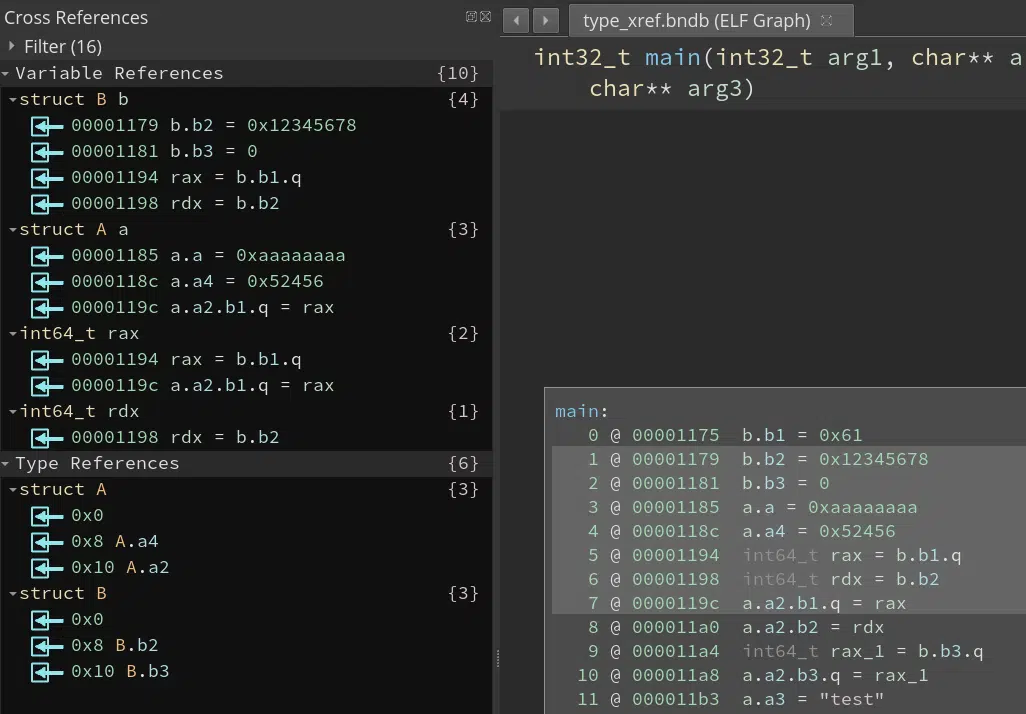 Cross References
Filter (16)
Variable References {10}
struct B b {4}
00001179 b.b2 = 0x12345678
00001181 b.b3 = 0
00001194 rax = b.b1.q
00001198 rdx = b.b2
struct A a {3}
00001185 a.a = 0xaaaaaaaa
0000118c a.a4 = 0x52456
0000119c a.a2.b1.q = rax
int64_t rax {2}
00001194 rax = b.b1.q
0000119c a.a2.b1.q = rax
int64_t rdx {1}
00001198 rdx = b.b2
Type References {6}
struct A {3}
0x0
0x8 A.a4
0x10 A.a2
struct B {3}
0x0
0x8 B.b2
0x10 B.b3
type_xref.bndb (ELF Graph)
int32_t main(int32_t arg1, char** a
char** arg3)
main:
0 @ 00001175 b.b1 = 0x61
1 @ 00001179 b.b2 = 0x12345678
2 @ 00001181 b.b3 = 0
3 @ 00001185 a.a = 0xaaaaaaaa
4 @ 0000118c a.a4 = 0x52456
5 @ 00001194 int64_t rax = b.b1.q
6 @ 00001198 int64_t rdx = b.b2
7 @ 0000119c a.a2.b1.q = rax
8 @ 000011a0 a.a2.b2 = rdx
9 @ 000011a4 int64_t rax_1 = b.b3.q
10 @ 000011a8 a.a2.b3.q = rax_1
11 @ 000011b3 a.a3 = "test"